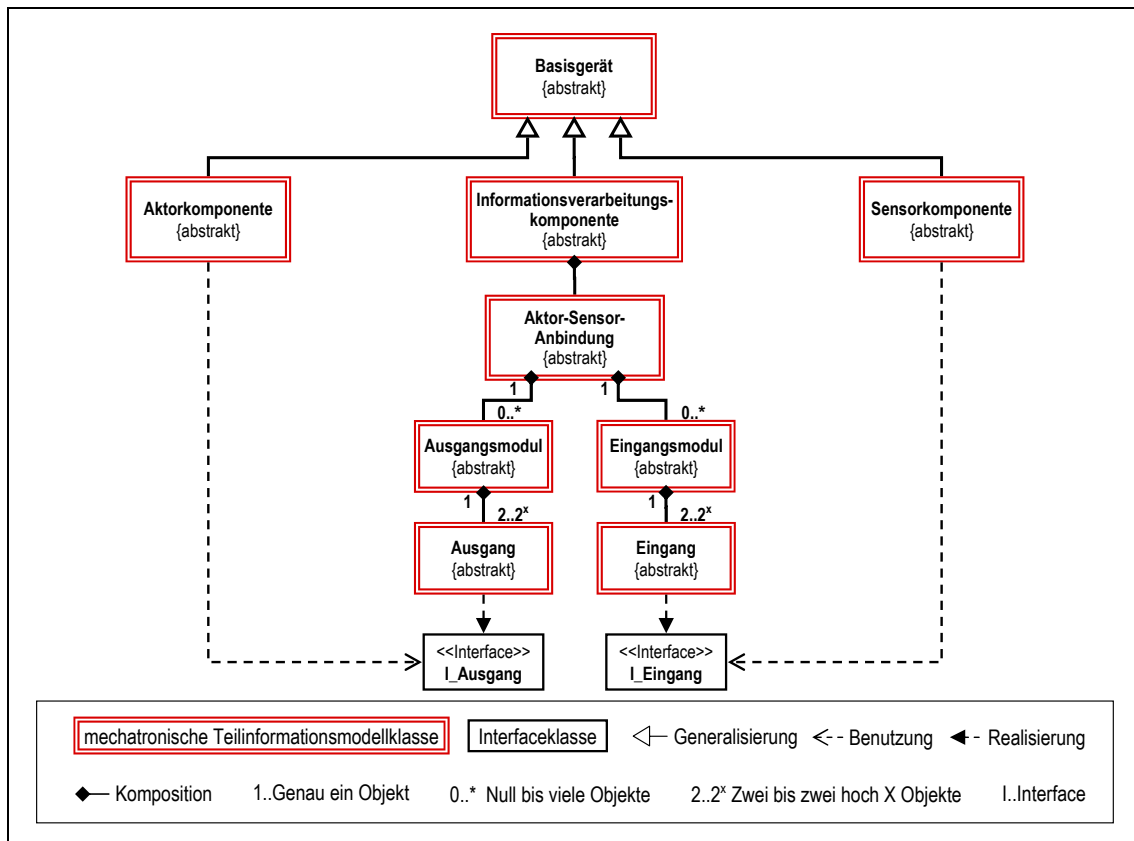 Basisgerät
{abstrakt}
Aktorkomponente
{abstrakt}
Informationsverarbeitungs-
komponente
{abstrakt}
Sensorkomponente
{abstrakt}
Aktor-Sensor-
Anbindung
{abstrakt}
1
1
0..*
0..*
Ausgangsmodul
{abstrakt}
Eingangsmodul
{abstrakt}
1
2..2ˣ
1
2..2ˣ
Ausgang
{abstrakt}
Eingang
{abstrakt}
<<Interface>>
I_Ausgang
<<Interface>>
I_Eingang
mechatronische Teilinformationsmodellklasse
Interfaceklasse
Generalisierung
Benutzung
Realisierung
Komposition
1..Genau ein Objekt
0..* Null bis viele Objekte
2..2ˣ Zwei bis zwei hoch X Objekte
I..Interface